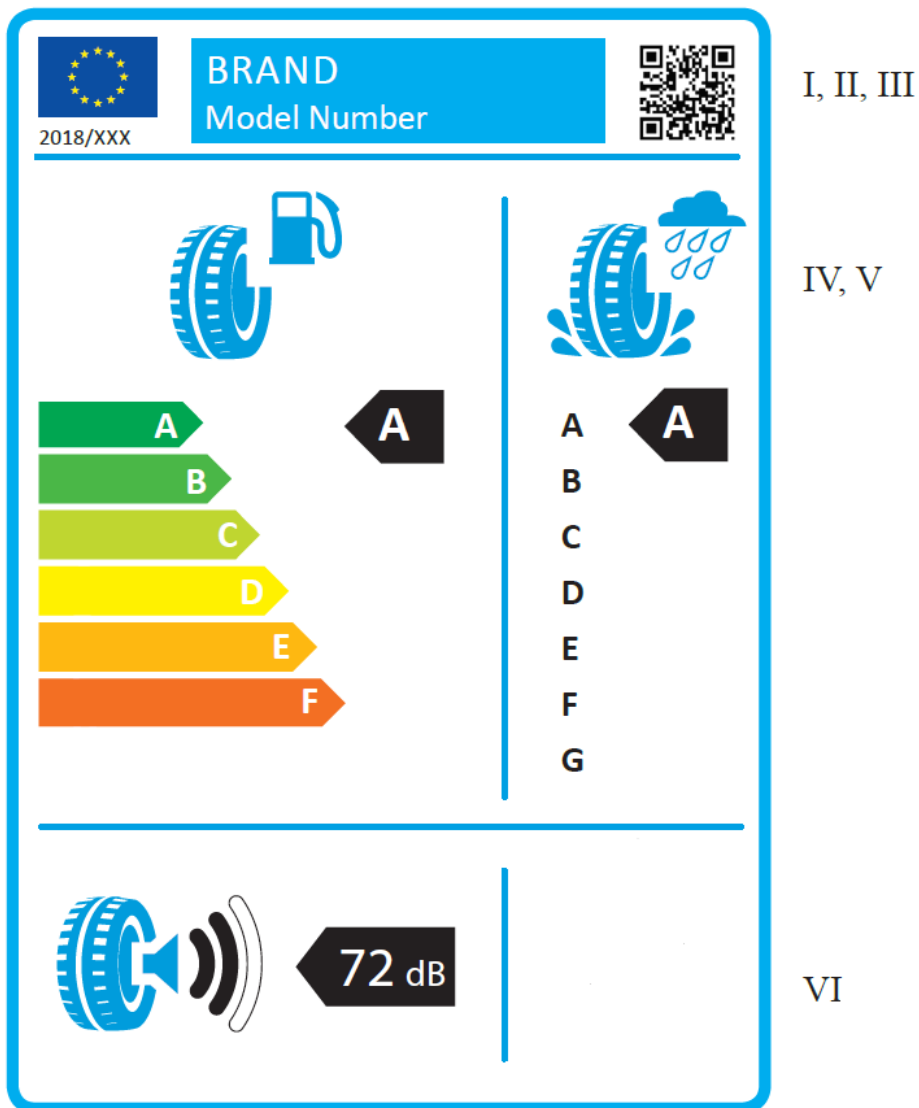 BRAND
Model Number
2018/XXX
I, II, III
IV, V
A
A
B
C
D
E
F
A
A
B
C
D
E
F
G
72 dB
VI